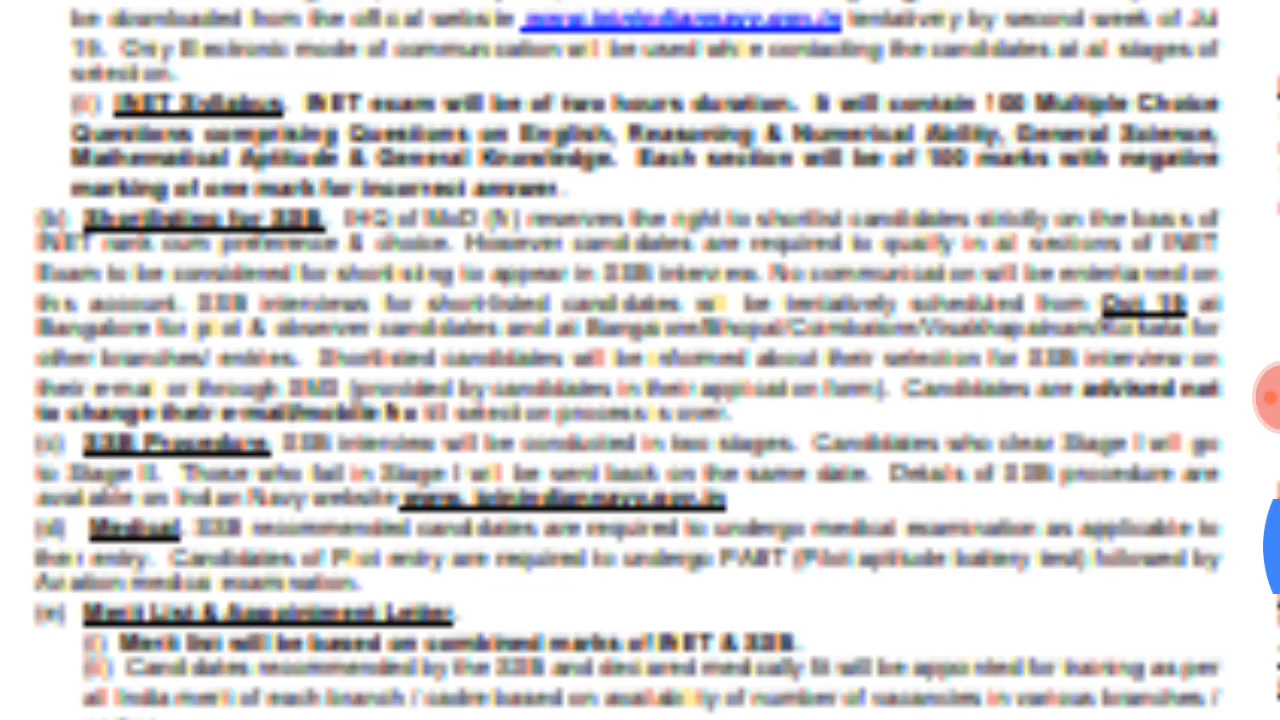 be downloaded from the official website www.joinindiannavy.gov.in tentatively by second week of Jul
19. Only Electronic mode of communication will be used while contacting the candidates at all stages of
selection.
INET Syllabus. INET exam will be of two hours duration. It will contain 100 Multiple Choice
Questions comprising Questions on English, Reasoning & Numerical Ability, General Science,
Mathematical Aptitude & General Knowledge. Each section will be of 100 marks with negative
marking of one mark for incorrect answer.
(b) Shortlisting for SSB. IHQ of MoD (N) reserves the right to shortlist candidates strictly on the basis of
INET rank cum preference & choice. However candidates are required to qualify in all sections of INET
Exam to be considered for shortlisting to appear in SSB interview. No communication will be entertained on
this account. SSB interviews for short-listed candidates will be tentatively scheduled from Oct 19 at
Bangalore for pilot & observer candidates and at Bangalore/Bhopal/Coimbatore/Visakhapatnam/Kolkata for
other branches/ entries. Shortlisted candidates will be informed about their selection for SSB interview on
their e-mail or through SMS (provided by candidates in their application form). Candidates are advised not
to change their e-mail/mobile No till selection process is over.
(c) SSB Procedure. SSB interview will be conducted in two stages. Candidates who clear Stage I will go
to Stage II. Those who fail in Stage I will be sent back on the same date. Details of SSB procedure are
available on Indian Navy website www. joinindiannavy.gov.in
(d) Medical. SSB recommended candidates are required to undergo medical examination as applicable to
their entry. Candidates of Pilot entry are required to undergo PABT (Pilot aptitude battery test) followed by
Aviation medical examination.
(e) Merit List & Appointment Letter.
(i) Merit list will be based on combined marks of INET & SSB.
(ii) Candidates recommended by the SSB and declared medically fit will be appointed for training as per
all India merit of each branch / cadre based on availability of number of vacancies in various branches /